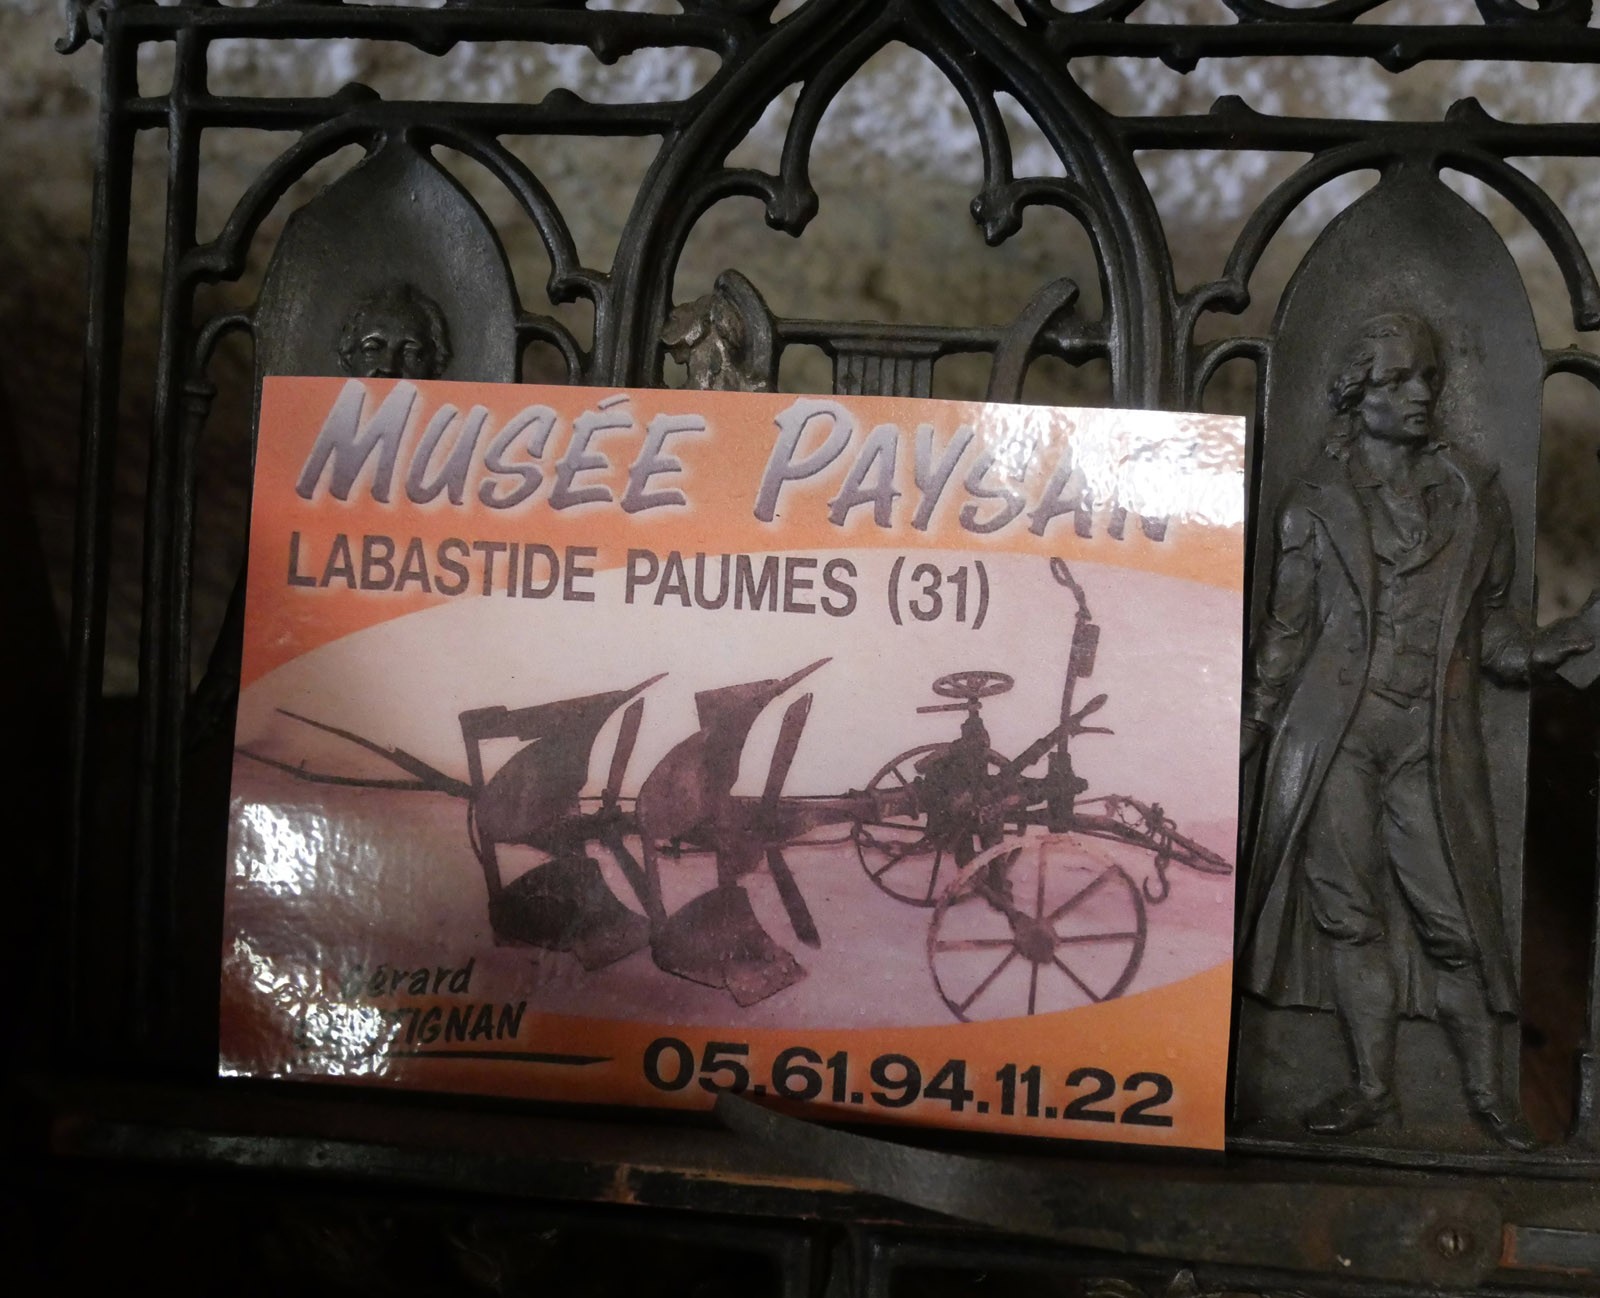 MUSÉE PAYSAN
LABASTIDE PAUMES (31)
Gérard
05.61.94.11.22